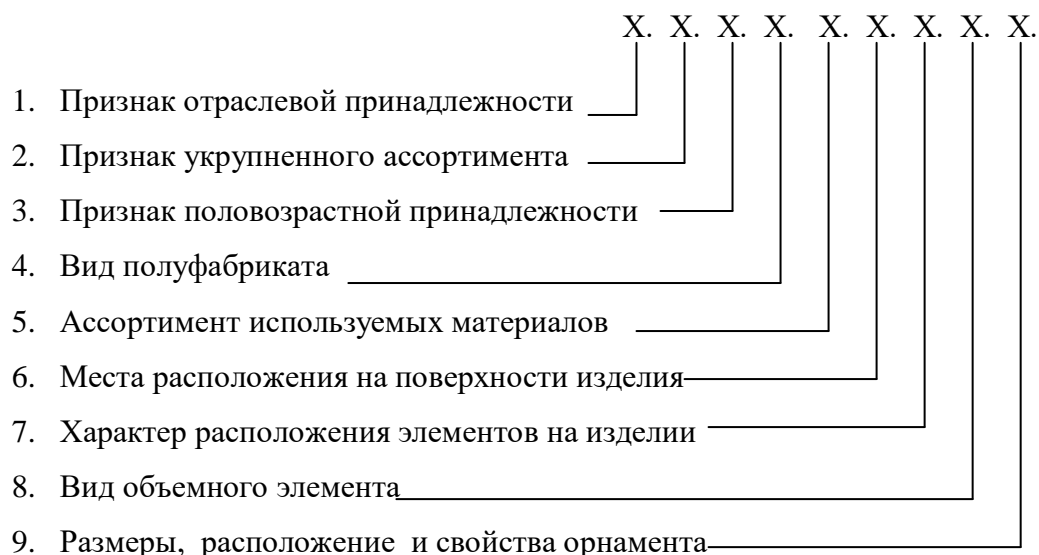 X. X. X. X. X. X. X. X. X.
1. Признак отраслевой принадлежности
2. Признак укрупненного ассортимента
3. Признак половозрастной принадлежности
4. Вид полуфабриката
5. Ассортимент используемых материалов
6. Места расположения на поверхности изделия
7. Характер расположения элементов на изделии
8. Вид объемного элемента
9. Размеры, расположение и свойства орнамента